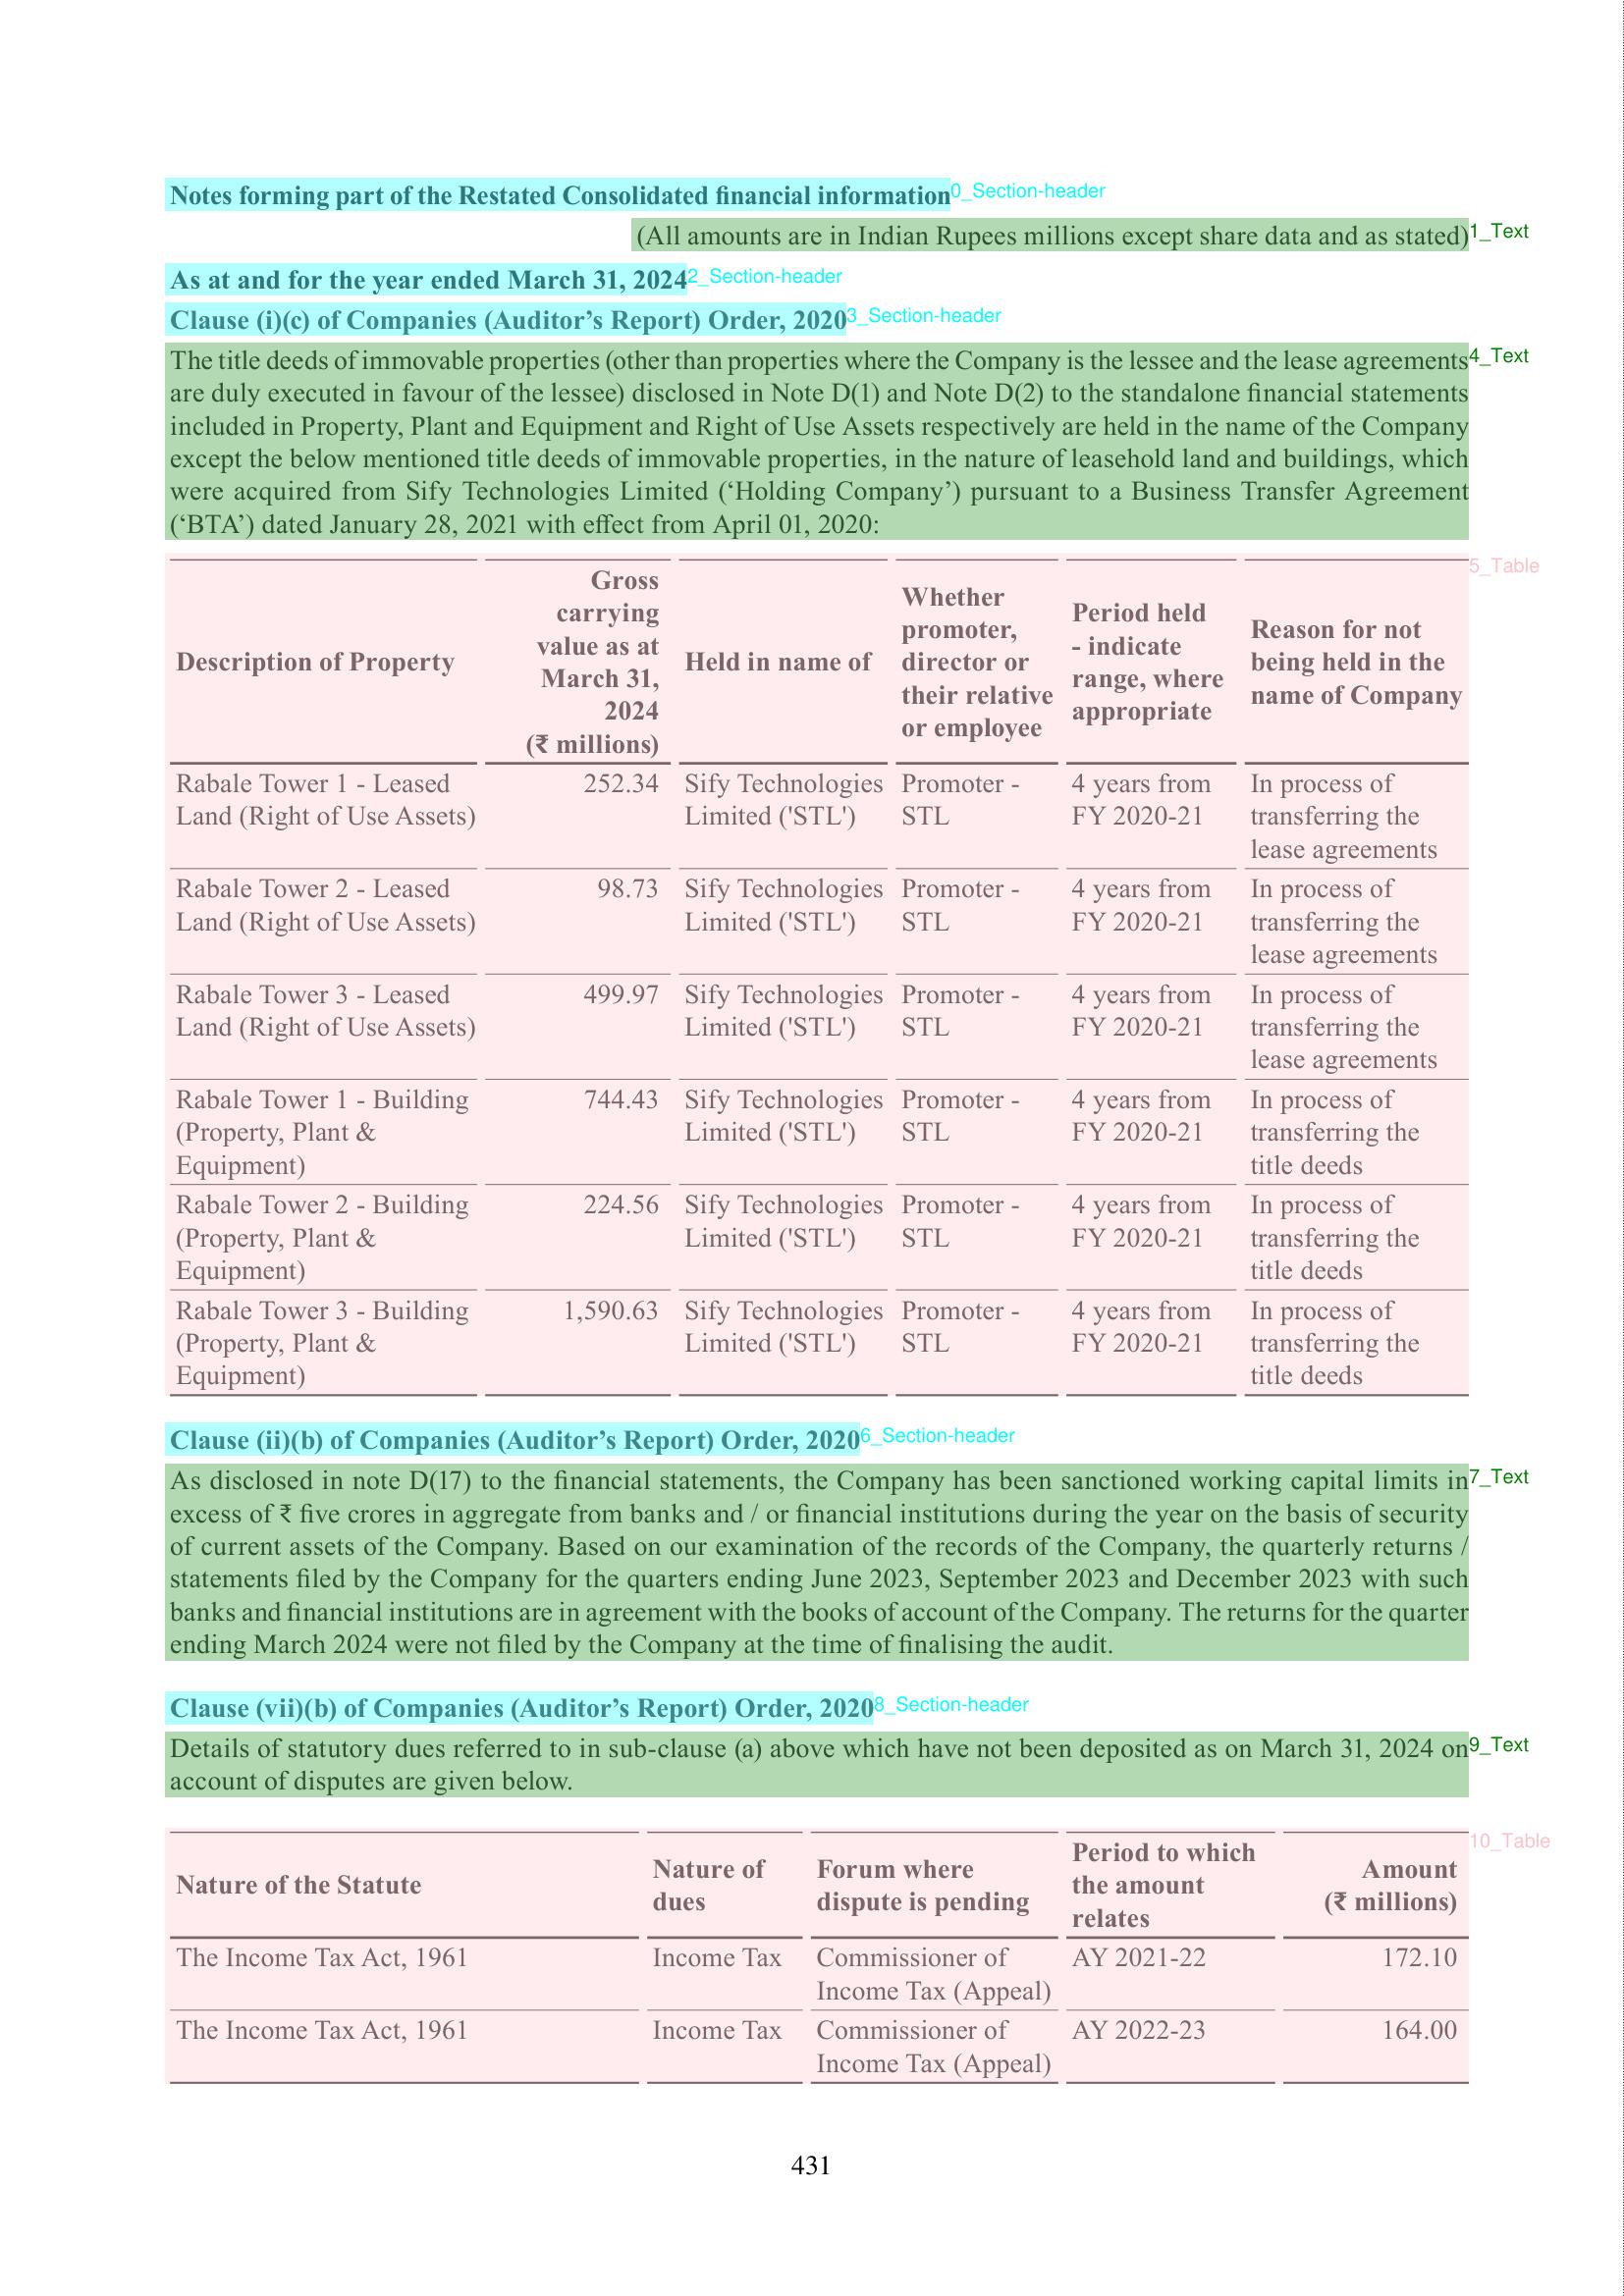 Notes forming part of the Restated Consolidated financial information
0_Section-header
(All amounts are in Indian Rupees millions except share data and as stated)
1_Text
As at and for the year ended March 31, 2024
2_Section-header
Clause (i)(c) of Companies (Auditor’s Report) Order, 2020
3_Section-header
The title deeds of immovable properties (other than properties where the Company is the lessee and the lease agreements
4_Text
are duly executed in favour of the lessee) disclosed in Note D(1) and Note D(2) to the standalone financial statements
included in Property, Plant and Equipment and Right of Use Assets respectively are held in the name of the Company
except the below mentioned title deeds of immovable properties, in the nature of leasehold land and buildings, which
were acquired from Sify Technologies Limited (‘Holding Company’) pursuant to a Business Transfer Agreement
(‘BTA’) dated January 28, 2021 with effect from April 01, 2020:
5_Table
Description of Property
Gross
carrying
value as at
March 31,
2024
(₹ millions)
Held in name of
Whether
promoter,
director or
their relative
or employee
Period held
- indicate
range, where
appropriate
Reason for not
being held in the
name of Company
Rabale Tower 1 - Leased
Land (Right of Use Assets)
252.34
Sify Technologies
Limited ('STL')
Promoter -
STL
4 years from
FY 2020-21
In process of
transferring the
lease agreements
Rabale Tower 2 - Leased
Land (Right of Use Assets)
98.73
Sify Technologies
Limited ('STL')
Promoter -
STL
4 years from
FY 2020-21
In process of
transferring the
lease agreements
Rabale Tower 3 - Leased
Land (Right of Use Assets)
499.97
Sify Technologies
Limited ('STL')
Promoter -
STL
4 years from
FY 2020-21
In process of
transferring the
lease agreements
Rabale Tower 1 - Building
(Property, Plant &
Equipment)
744.43
Sify Technologies
Limited ('STL')
Promoter -
STL
4 years from
FY 2020-21
In process of
transferring the
title deeds
Rabale Tower 2 - Building
(Property, Plant &
Equipment)
224.56
Sify Technologies
Limited ('STL')
Promoter -
STL
4 years from
FY 2020-21
In process of
transferring the
title deeds
Rabale Tower 3 - Building
(Property, Plant &
Equipment)
1,590.63
Sify Technologies
Limited ('STL')
Promoter -
STL
4 years from
FY 2020-21
In process of
transferring the
title deeds
Clause (ii)(b) of Companies (Auditor’s Report) Order, 2020
6_Section-header
As disclosed in note D(17) to the financial statements, the Company has been sanctioned working capital limits in
7_Text
excess of ₹ five crores in aggregate from banks and / or financial institutions during the year on the basis of security
of current assets of the Company. Based on our examination of the records of the Company, the quarterly returns /
statements filed by the Company for the quarters ending June 2023, September 2023 and December 2023 with such
banks and financial institutions are in agreement with the books of account of the Company. The returns for the quarter
ending March 2024 were not filed by the Company at the time of finalising the audit.
Clause (vii)(b) of Companies (Auditor’s Report) Order, 2020
8_Section-header
Details of statutory dues referred to in sub-clause (a) above which have not been deposited as on March 31, 2024 on
9_Text
account of disputes are given below.
10_Table
Nature of the Statute
Nature of
dues
Forum where
dispute is pending
Period to which
the amount
relates
Amount
(₹ millions)
The Income Tax Act, 1961
Income Tax
Commissioner of
Income Tax (Appeal)
AY 2021-22
172.10
The Income Tax Act, 1961
Income Tax
Commissioner of
Income Tax (Appeal)
AY 2022-23
164.00
431